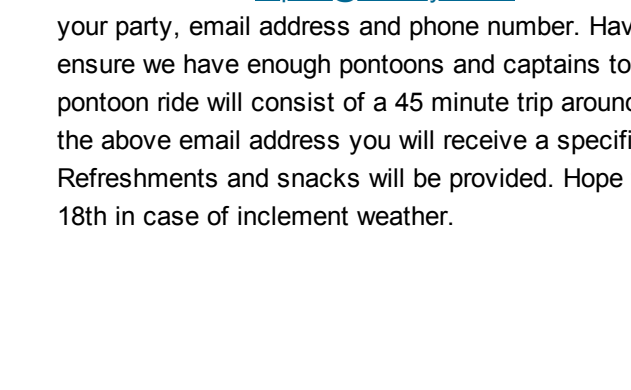 your party, email address and phone number. Hav
ensure we have enough pontoons and captains to
pontoon ride will consist of a 45 minute trip aroun
the above email address you will receive a specifi
Refreshments and snacks will be provided. Hope
18th in case of inclement weather.